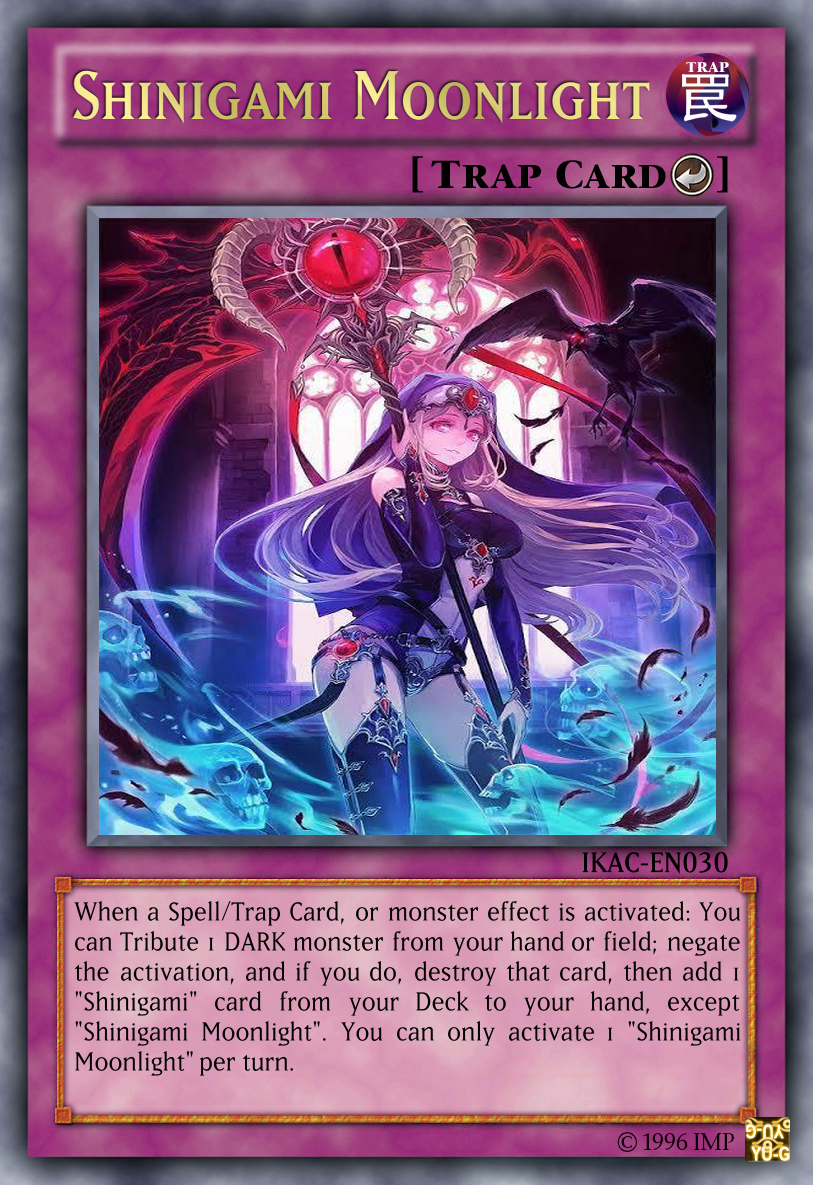 Shinigami Moonlight
TRAP
罠
[Trap Card]
IKAC-EN030
When a Spell/Trap Card, or monster effect is activated: You
can Tribute 1 DARK monster from your hand or field; negate
the activation, and if you do, destroy that card, then add 1
"Shinigami" card from your Deck to your hand, except
"Shinigami Moonlight". You can only activate 1 "Shinigami
Moonlight" per turn.
© 1996 IMP
YU-G